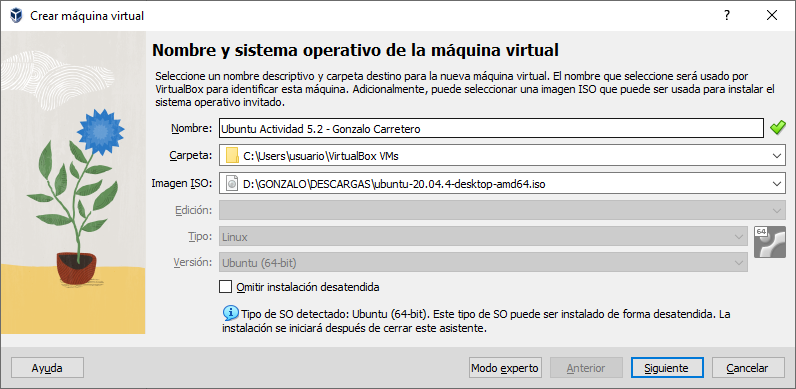 Crear máquina virtual
Nombre y sistema operativo de la máquina virtual
Seleccione un nombre descriptivo y carpeta destino para la nueva máquina virtual. El nombre que seleccione será usado por
VirtualBox para identificar esta máquina. Adicionalmente, puede seleccionar una imagen ISO que puede ser usada para instalar el
sistema operativo invitado.
Nombre: Ubuntu Actividad 5.2 - Gonzalo Carretero
Carpeta: C:\Users\usuario\VirtualBox VMs
Imagen ISO: D:\GONZALO\DESCARGAS\ubuntu-20.04.4-desktop-amd64.iso
Edición:
Tipo: Linux
64
Versión: Ubuntu (64-bit)
Omitir instalación desatendida
Tipo de SO detectado: Ubuntu (64-bit). Este tipo de SO puede ser instalado de forma desatendida. La
instalación se iniciará después de cerrar este asistente.
Ayuda Modo experto Anterior Siguiente Cancelar